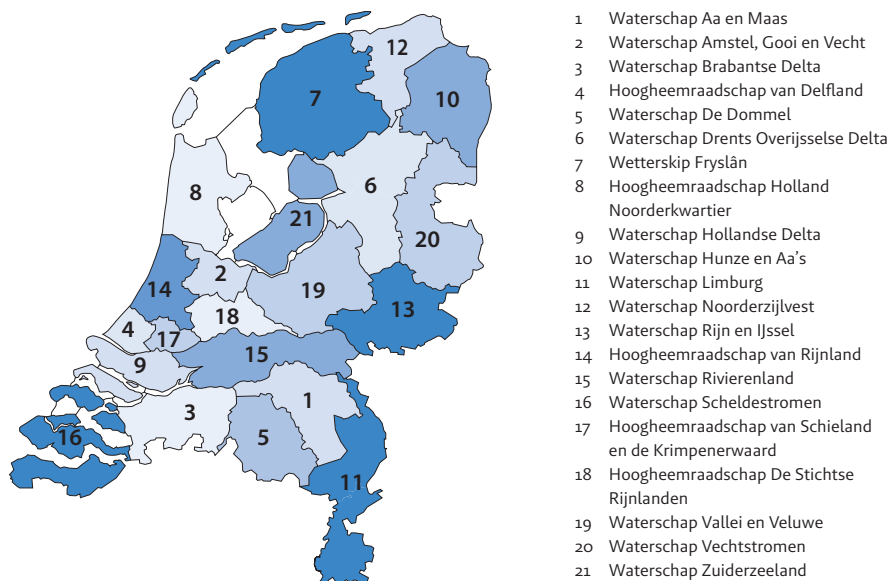 12
7
10
8
6
21
20
2
14
19
18
13
4
17
15
9
1
3
5
16
11
1 Waterschap Aa en Maas
2 Waterschap Amstel, Gooi en Vecht
3 Waterschap Brabantse Delta
4 Hoogheemraadschap van Delfland
5 Waterschap De Dommel
6 Waterschap Drents Overijsselse Delta
7 Wetterskip Fryslân
8 Hoogheemraadschap Holland
Noorderkwartier
9 Waterschap Hollandse Delta
10 Waterschap Hunze en Aa's
11 Waterschap Limburg
12 Waterschap Noorderzijlvest
13 Waterschap Rijn en IJssel
14 Hoogheemraadschap van Rijnland
15 Waterschap Rivierenland
16 Waterschap Scheldestromen
17 Hoogheemraadschap van Schieland
en de Krimpenerwaard
18 Hoogheemraadschap De Stichtse
Rijnlanden
19 Waterschap Vallei en Veluwe
20 Waterschap Vechtstromen
21 Waterschap Zuiderzeeland